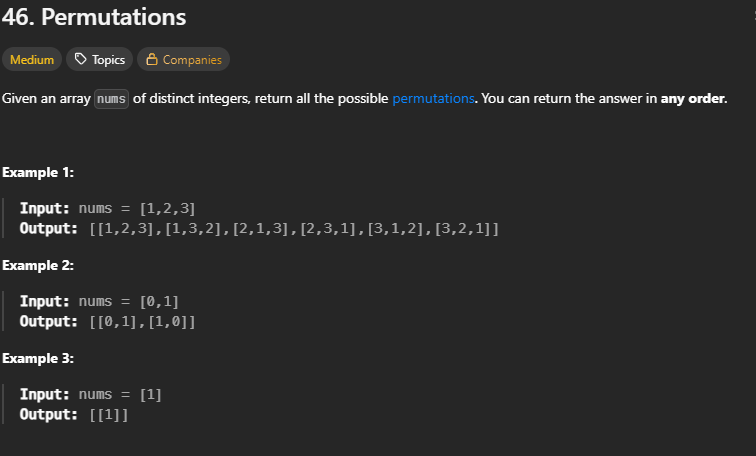 46. Permutations
Medium Topics Companies
Given an array nums of distinct integers, return all the possible permutations. You can return the answer in any order.
Example 1:
Input: nums = [1,2,3]
Output: [[1,2,3],[1,3,2],[2,1,3],[2,3,1],[3,1,2],[3,2,1]]
Example 2:
Input: nums = [0,1]
Output: [[0,1],[1,0]]
Example 3:
Input: nums = [1]
Output: [[1]]